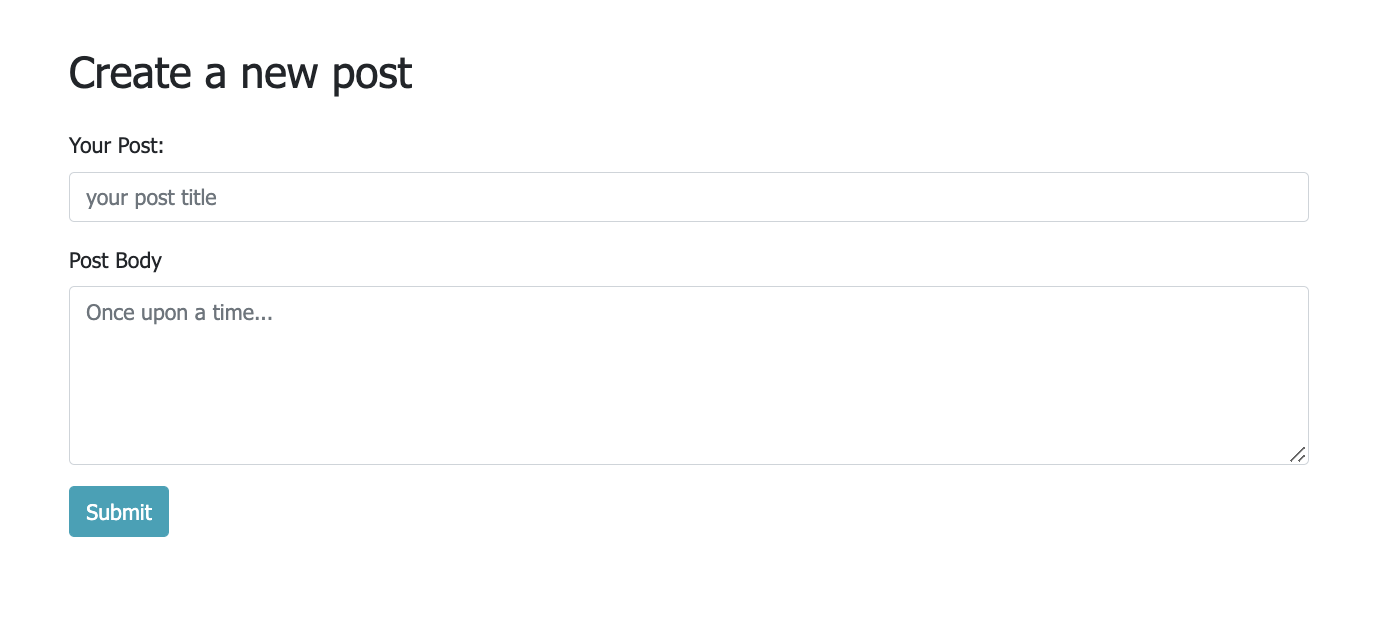 Create a new post
Your Post:
your post title
Post Body
Once upon a time...
Submit